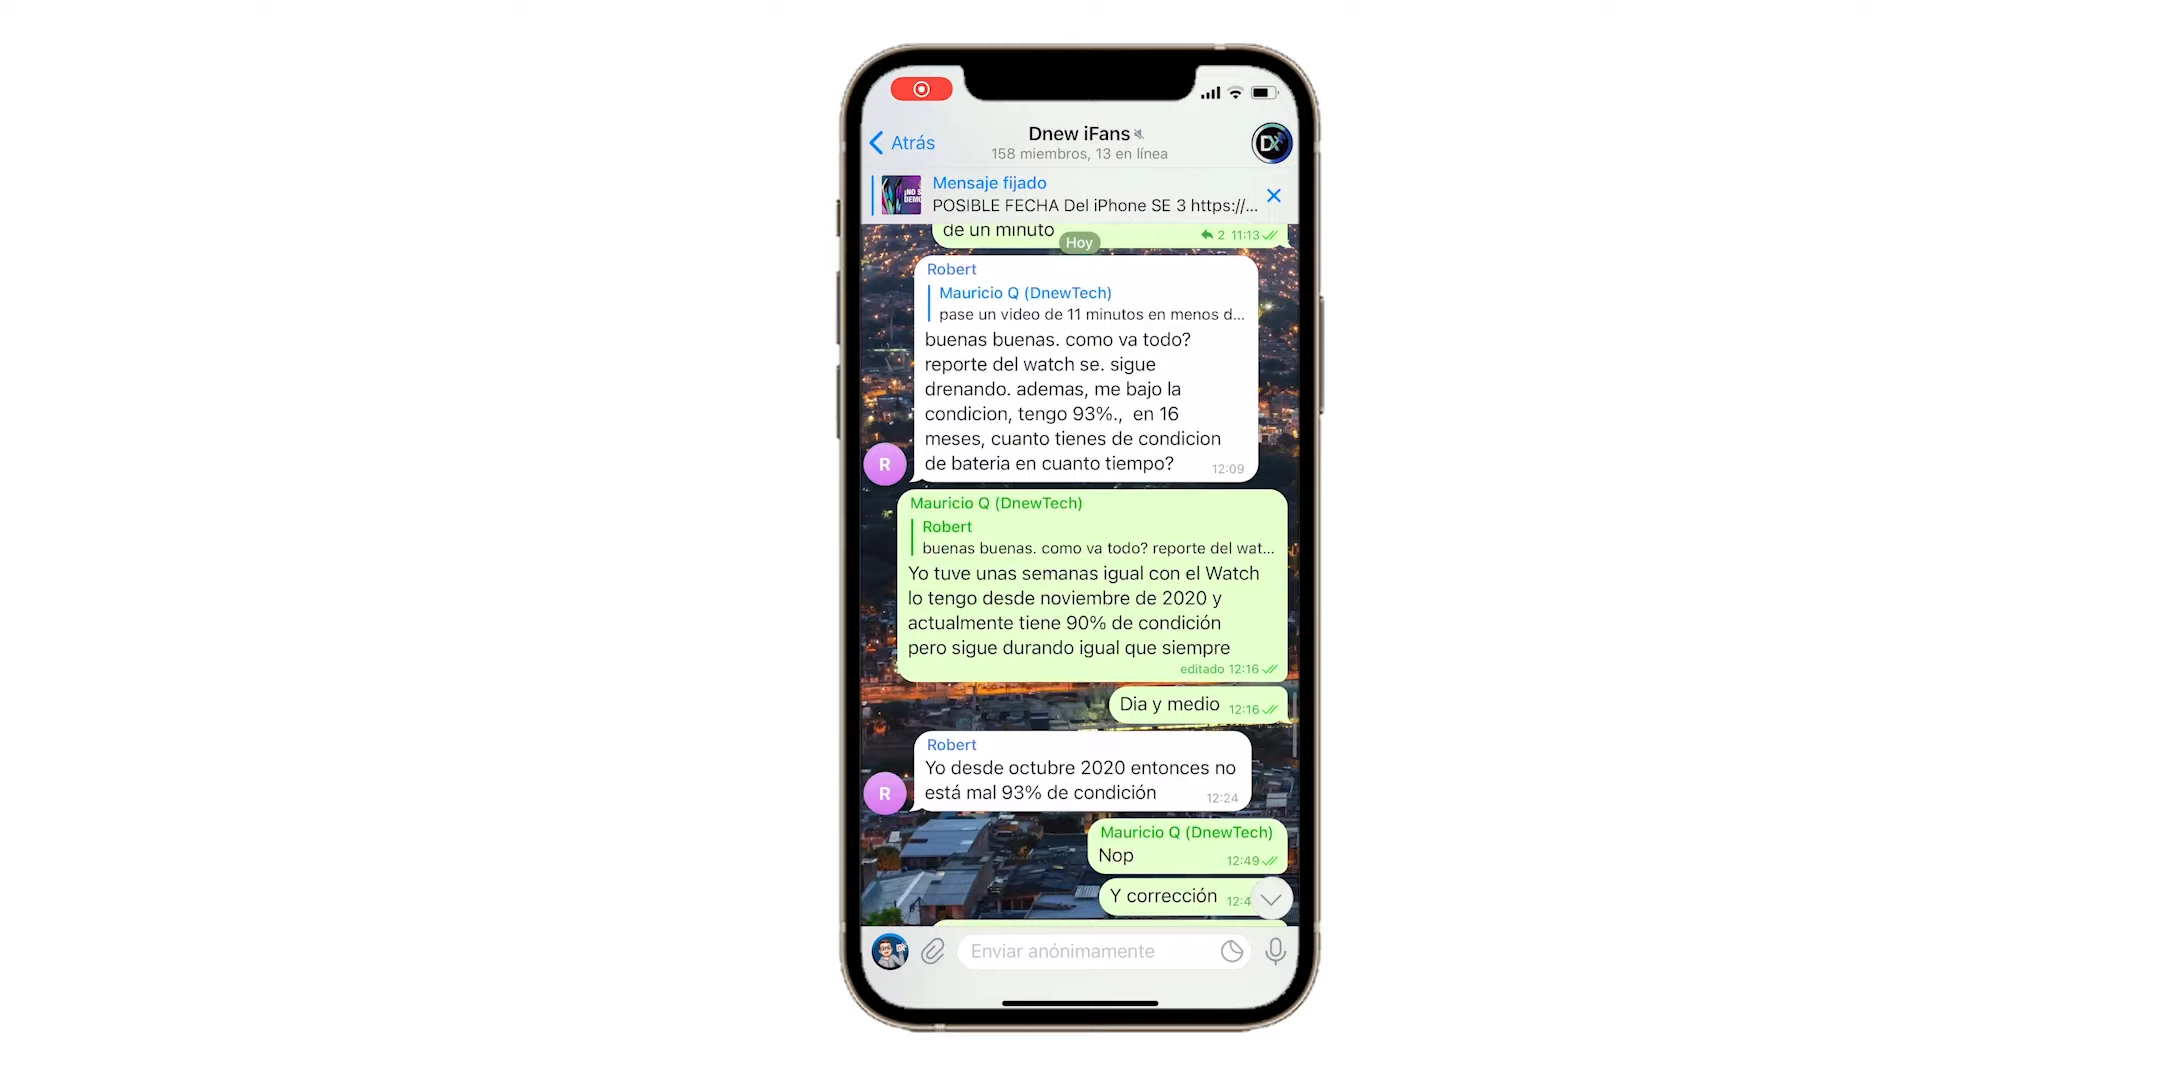 Atrás
Dnew iFans
158 miembros, 13 en línea
DX
¡NO S
DEMO
Mensaje fijado
POSIBLE FECHA Del iPhone SE 3 https://...
de un minuto
2 11:13
Hoy
Robert
Mauricio Q (DnewTech)
pase un video de 11 minutos en menos d...
buenas buenas. como va todo?
reporte del watch se. sigue
drenando. ademas, me bajo la
condicion, tengo 93%., en 16
meses, cuanto tienes de condicion
de bateria en cuanto tiempo?
12:09
R
Mauricio Q (DnewTech)
Robert
buenas buenas. como va todo? reporte del wat...
Yo tuve unas semanas igual con el Watch
lo tengo desde noviembre de 2020 y
actualmente tiene 90% de condición
pero sigue durando igual que siempre
editado 12:16
Dia y medio 12:16
Robert
Yo desde octubre 2020 entonces no
está mal 93% de condición
12:24
R
Mauricio Q (DnewTech)
Nop 12:49
Y corrección 12:4
Enviar anónimamente